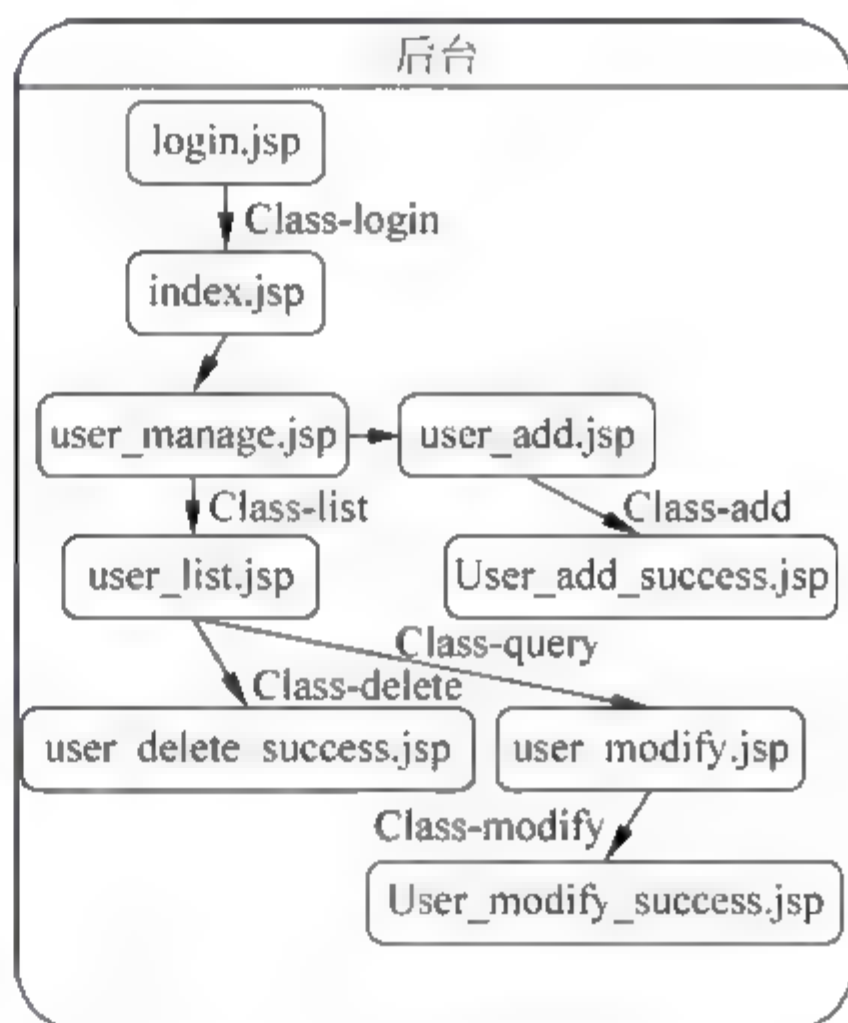 后台
login.jsp
Class-login
index.jsp
user_manage.jsp
user_add.jsp
Class-list
Class-add
user_list.jsp
User_add_success.jsp
Class-query
Class-delete
user delete success.jsp
user modify.jsp
Class-modify
User_modify_success.jsp